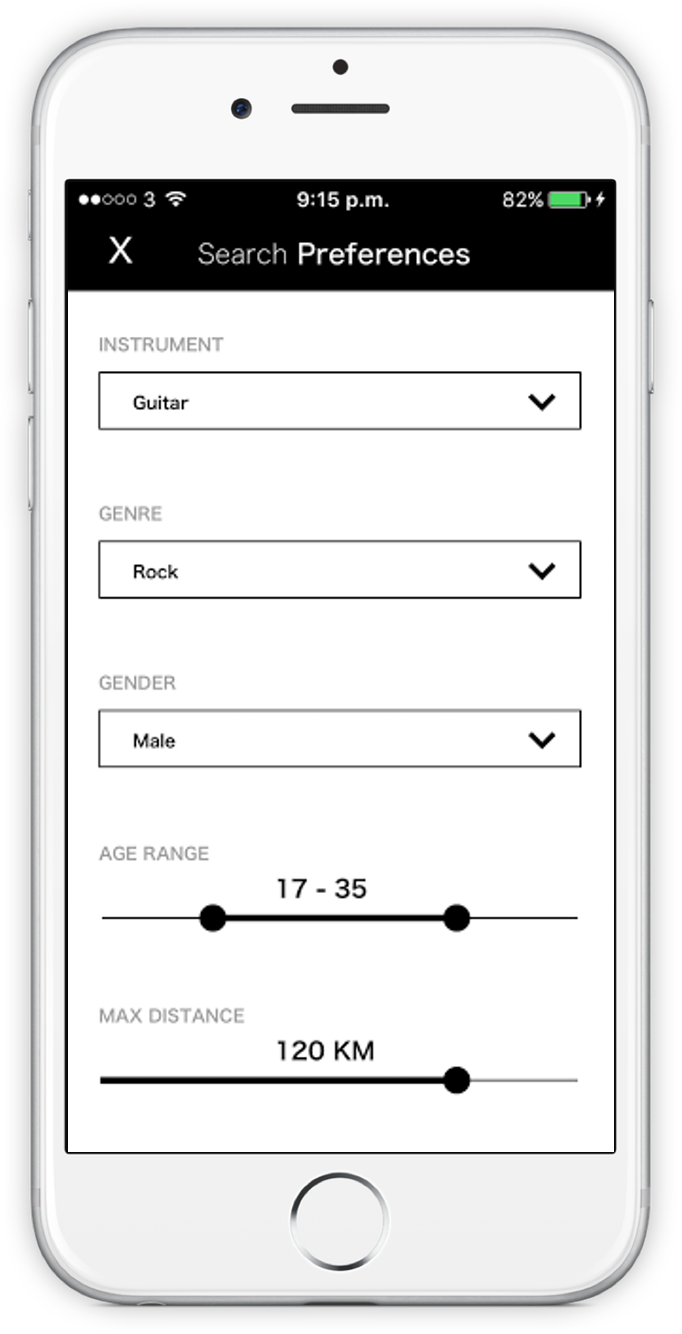 3 9:15 p.m. 82%
X Search Preferences
INSTRUMENT
Guitar
GENRE
Rock
GENDER
Male
AGE RANGE
17 - 35
MAX DISTANCE
120 KM